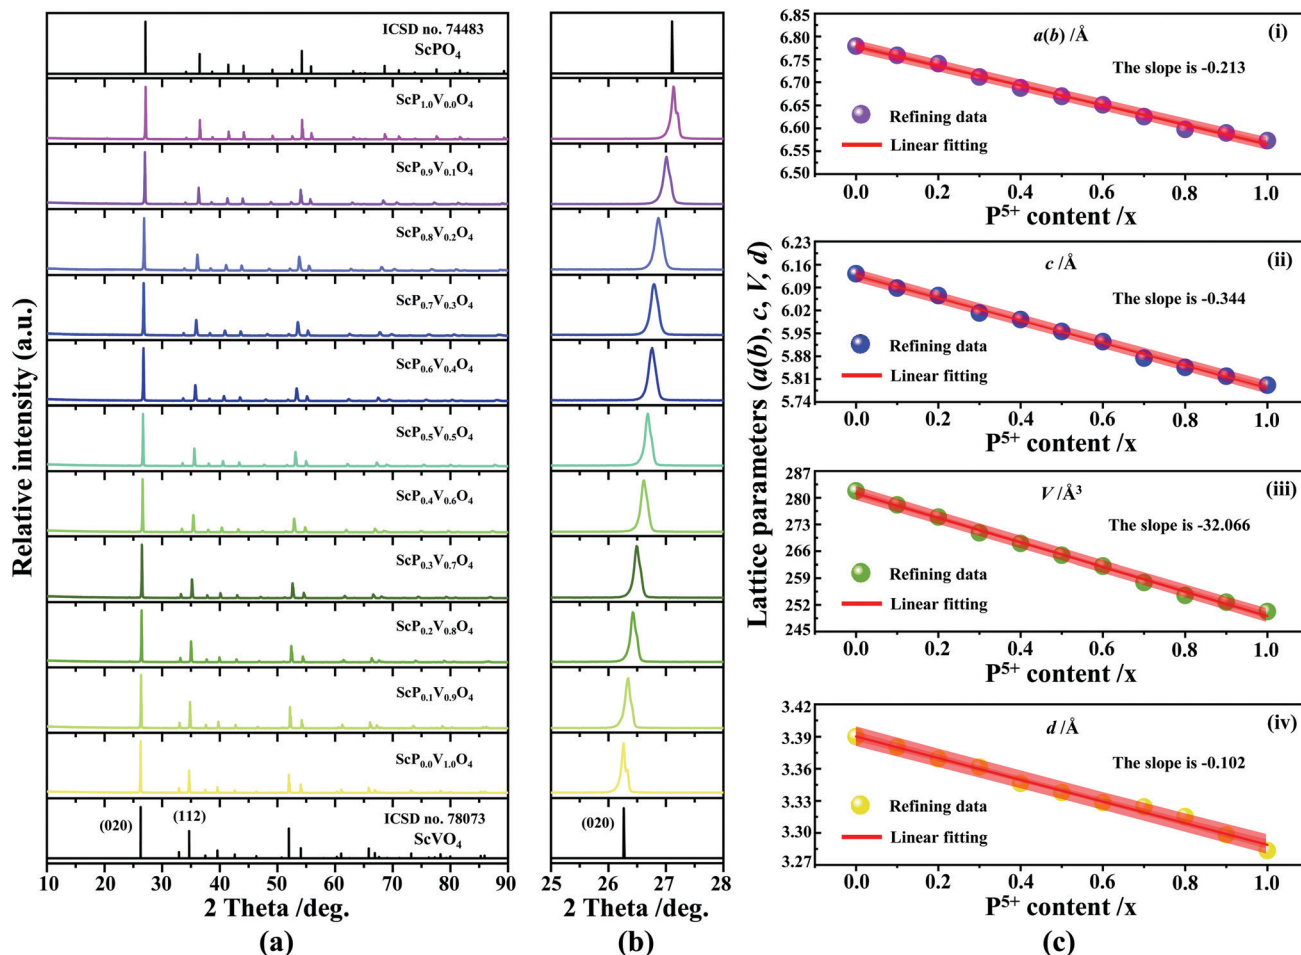 Relative intensity (a.u.)
ICSD no. 74483
ScPO₄
ScP₁.₀V₀.₀O₄
ScP₀.₉V₀.₁O₄
ScP₀.₈V₀.₂O₄
ScP₀.₇V₀.₃O₄
ScP₀.₆V₀.₄O₄
ScP₀.₅V₀.₅O₄
ScP₀.₄V₀.₆O₄
ScP₀.₃V₀.₇O₄
ScP₀.₂V₀.₈O₄
ScP₀.₁V₀.₉O₄
ScP₀.₀V₁.₀O₄
(020) (112) ICSD no. 78073
ScVO₄
10 20 30 40 50 60 70 80 90
2 Theta /deg.
(a)
(020)
25 26 27 28
2 Theta /deg.
(b)
Lattice parameters (a(b), c, V, d)
6.85
6.80
6.75
6.70
6.65
6.60
6.55
6.50
a(b) /Å (i)
The slope is -0.213
Refining data
Linear fitting
0.0 0.2 0.4 0.6 0.8 1.0
P⁵⁺ content /x
6.23
6.16
6.09
6.02
5.95
5.88
5.81
5.74
c /Å (ii)
The slope is -0.344
Refining data
Linear fitting
0.0 0.2 0.4 0.6 0.8 1.0
P⁵⁺ content /x
287
280
273
266
259
252
245
V /Å³ (iii)
The slope is -32.066
Refining data
Linear fitting
0.0 0.2 0.4 0.6 0.8 1.0
P⁵⁺ content /x
3.42
3.39
3.36
3.33
3.30
3.27
d /Å (iv)
The slope is -0.102
Refining data
Linear fitting
0.0 0.2 0.4 0.6 0.8 1.0
P⁵⁺ content /x
(c)